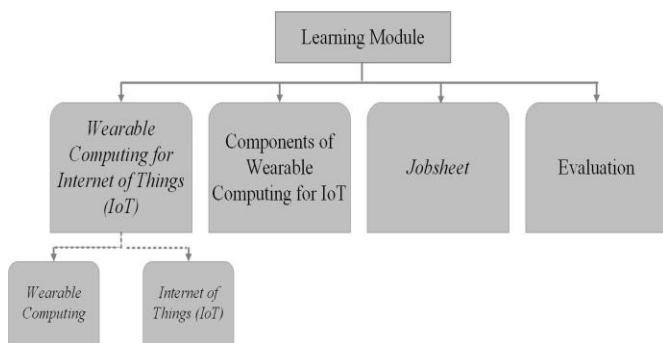 Learning Module
Wearable
Computing for
Internet of Things
(IoT)
Components of
Wearable
Computing for IoT
Jobsheet
Evaluation
Wearable
Computing
Internet of
Things (IoT)